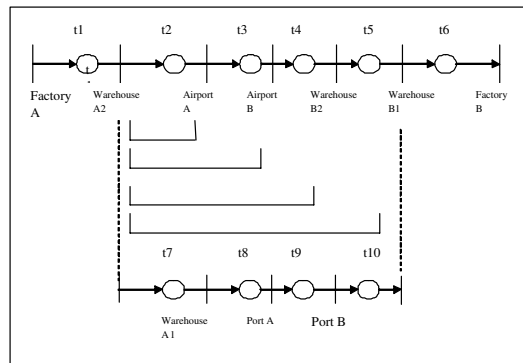 t1 t2 t3 t4 t5 t6
t
Factory A
Warehouse A2
Airport A
Airport B
Warehouse B2
Warehouse B1
Factory B
t7 t8 t9 t10
Warehouse A1
Port A
Port B